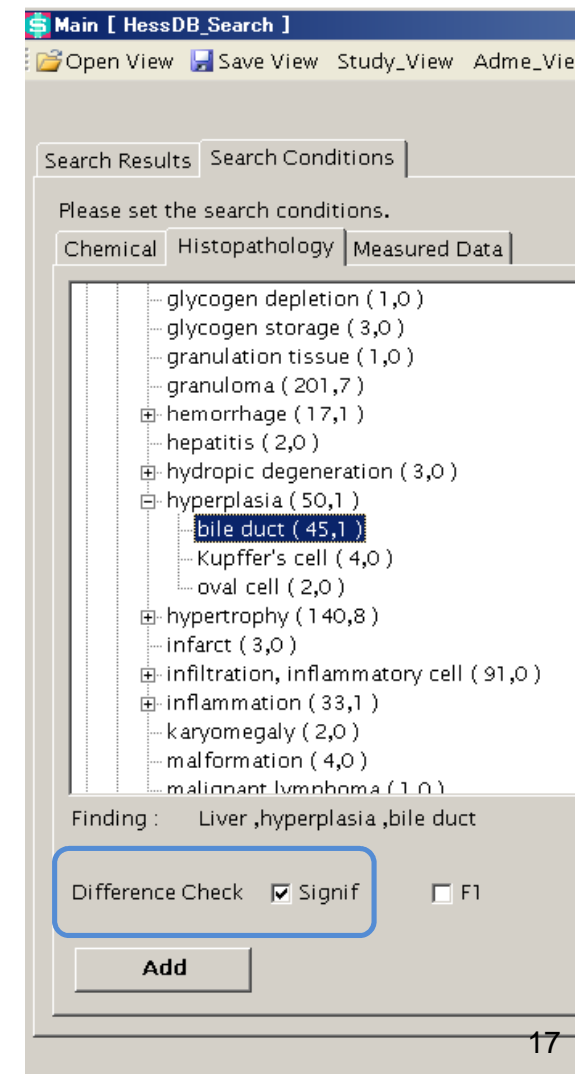 Main [ HessDB_Search ]
Open View Save View Study_View Adme_Vie
Search Results Search Conditions
Please set the search conditions.
Chemical Histopathology Measured Data
glycogen depletion ( 1,0 )
glycogen storage ( 3,0 )
granulation tissue ( 1,0 )
granuloma ( 201,7 )
hemorrhage ( 17,1 )
hepatitis ( 2,0 )
hydropic degeneration ( 3,0 )
hyperplasia ( 50,1 )
bile duct ( 45,1 )
Kupffer's cell ( 4,0 )
oval cell ( 2,0 )
hypertrophy ( 140,8 )
infarct ( 3,0 )
infiltration, inflammatory cell ( 91,0 )
inflammation ( 33,1 )
karyomegaly ( 2,0 )
malformation ( 4,0 )
malignant lymphoma ( 1,0 )
Finding : Liver ,hyperplasia ,bile duct
Difference Check Signif F1
Add
17